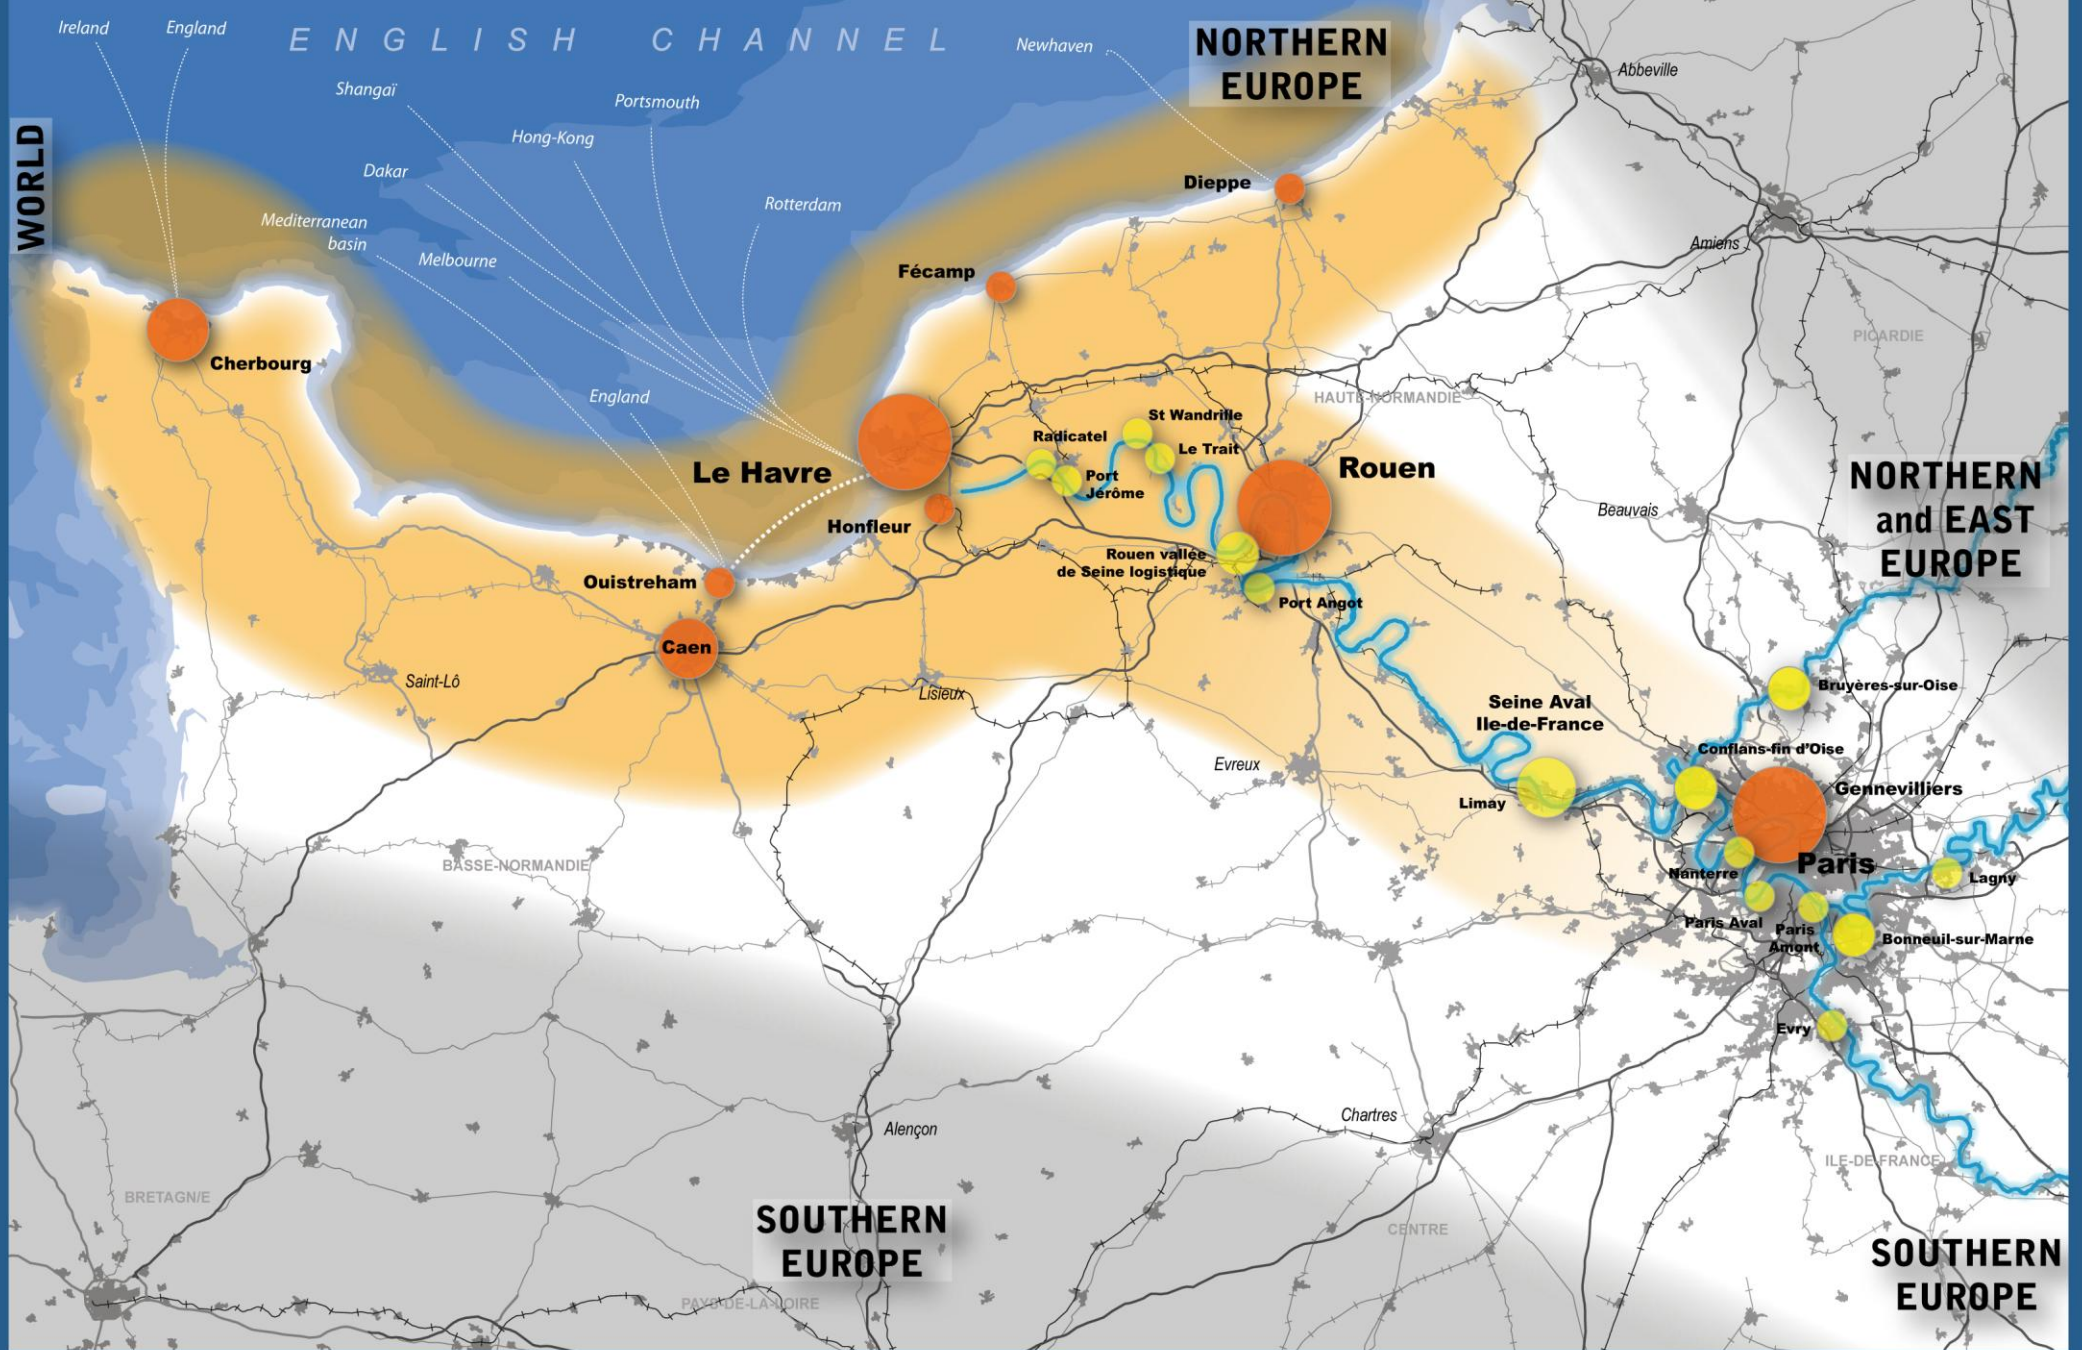 Ireland
England
ENGLISH CHANNEL
Newhaven
NORTHERN
EUROPE
Abbeville
Shangaï
Portsmouth
Hong-Kong
WORLD
Dakar
Dieppe
Rotterdam
Mediterranean
basin
Amiens
Melbourne
Fécamp
PICARDIE
Cherbourg
England
HAUTE-NORMANDIE
St Wandrille
Radicatel
Le Trait
Le Havre
Rouen
Port
Jérôme
NORTHERN
and EAST
EUROPE
Beauvais
Honfleur
Rouen vallée
de Seine logistique
Ouistreham
Port Angot
Caen
Saint-Lô
Lisieux
Bruyères-sur-Oise
Seine Aval
Ile-de-France
Conflans-fin d'Oise
Evreux
Gennevilliers
Limay
BASSE-NORMANDIE
Paris
Nanterre
Lagny
Paris Aval
Paris
Amont
Bonneuil-sur-Marne
Evry
Chartres
Alençon
ILE-DE-FRANCE
BRETAGN/E
SOUTHERN
EUROPE
CENTRE
SOUTHERN
EUROPE
PAYS-DE-LA-LOIRE